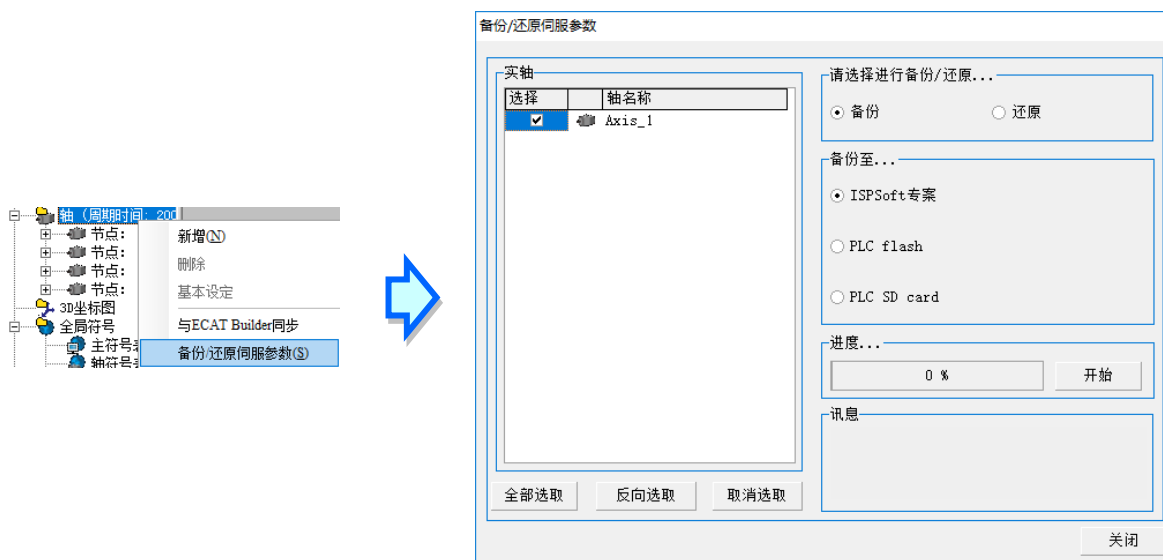 轴（周期时间：200
节点：
节点：
节点：
节点：
3D坐标图
全局符号
主符号
轴符号
新增(N)
删除
基本设定
与ECAT Builder同步
备份/还原伺服参数(S)
备份/还原伺服参数
实轴
选择 轴名称
Axis_1
全部选取 反向选取 取消选取
请选择进行备份/还原...
备份 还原
备份至...
ISPSoft专案
PLC flash
PLC SD card
进度...
0 % 开始
讯息
关闭